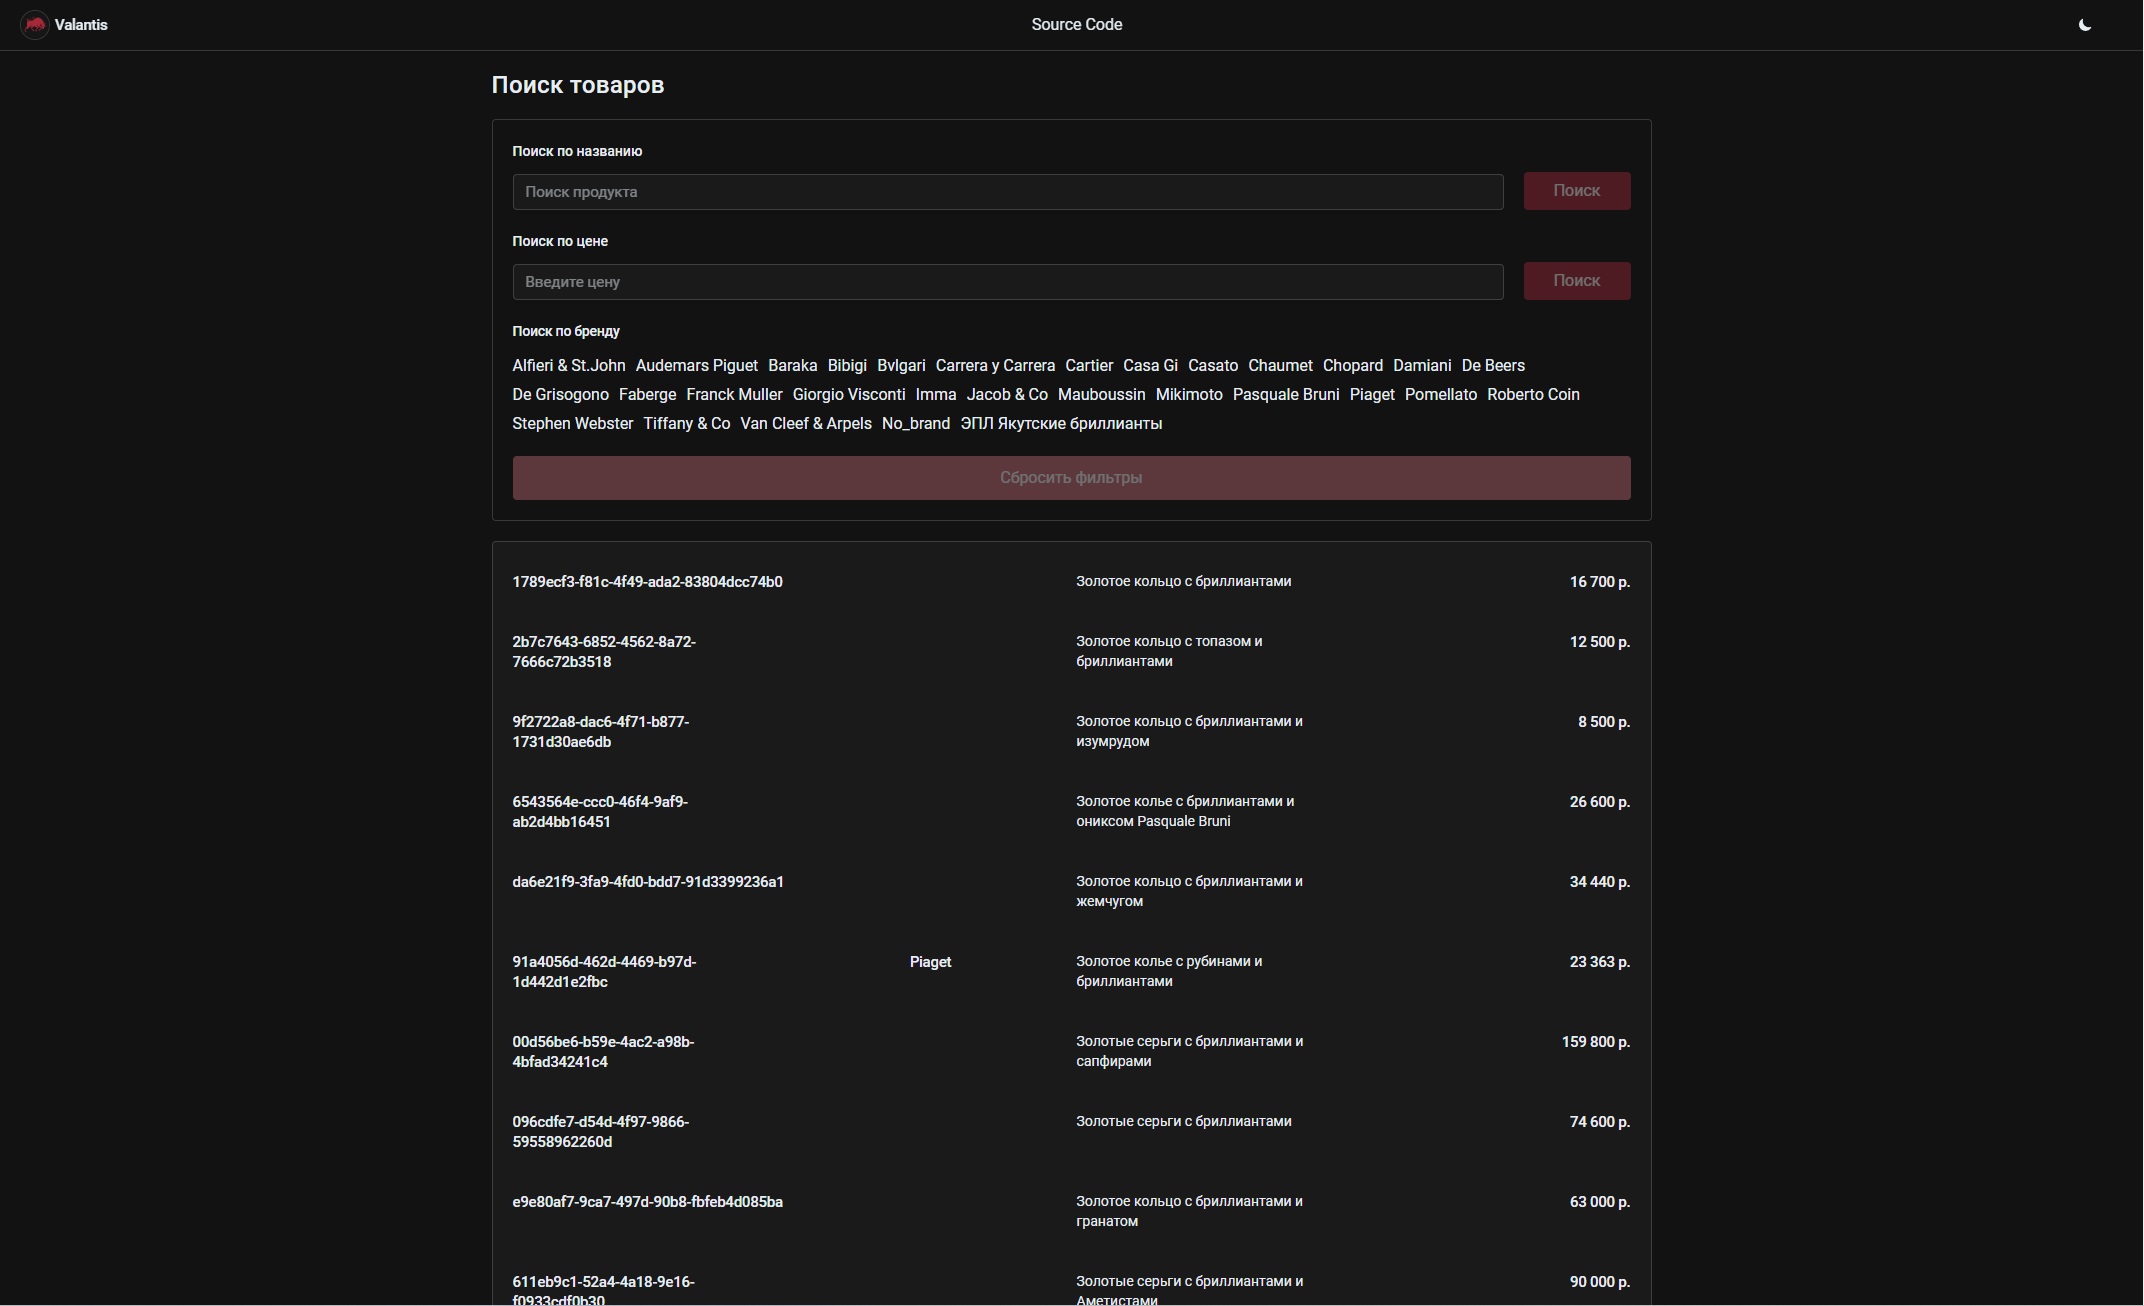 Valantis
Source Code
Поиск товаров
Поиск по названию
Поиск продукта
Поиск
Поиск по цене
Введите цену
Поиск
Поиск по бренду
Alfieri & St.John Audemars Piguet Baraka Bibigi Bvlgari Carrera y Carrera Cartier Casa Gi Casato Chaumet Chopard Damiani De Beers
De Grisogono Faberge Franck Muller Giorgio Visconti Imma Jacob & Co Mauboussin Mikimoto Pasquale Bruni Piaget Pomellato Roberto Coin
Stephen Webster Tiffany & Co Van Cleef & Arpels No_brand ЭПЛ Якутские бриллианты
Сбросить фильтры
1789ecf3-f81c-4f49-ada2-83804dcc74b0
Золотое кольцо с бриллиантами
16 700 р.
2b7c7643-6852-4562-8a72-
7666c72b3518
Золотое кольцо с топазом и
бриллиантами
12 500 р.
9f2722a8-dac6-4f71-b877-
1731d30ae6db
Золотое кольцо с бриллиантами и
изумрудом
8 500 р.
6543564e-ccc0-46f4-9af9-
ab2d4bb16451
Золотое колье с бриллиантами и
ониксом Pasquale Bruni
26 600 р.
da6e21f9-3fa9-4fd0-bdd7-91d3399236a1
Золотое кольцо с бриллиантами и
жемчугом
34 440 р.
91a4056d-462d-4469-b97d-
1d442d1e2fbc
Piaget
Золотое колье с рубинами и
бриллиантами
23 363 р.
00d56be6-b59e-4ac2-a98b-
4bfad34241c4
Золотые серьги с бриллиантами и
сапфирами
159 800 р.
096cdfe7-d54d-4f97-9866-
59558962260d
Золотые серьги с бриллиантами
74 600 р.
e9e80af7-9ca7-497d-90b8-fbfeb4d085ba
Золотое кольцо с бриллиантами и
гранатом
63 000 р.
611eb9c1-52a4-4a18-9e16-
f0933cdf0b30
Золотые серьги с бриллиантами и
Аметистами
90 000 р.